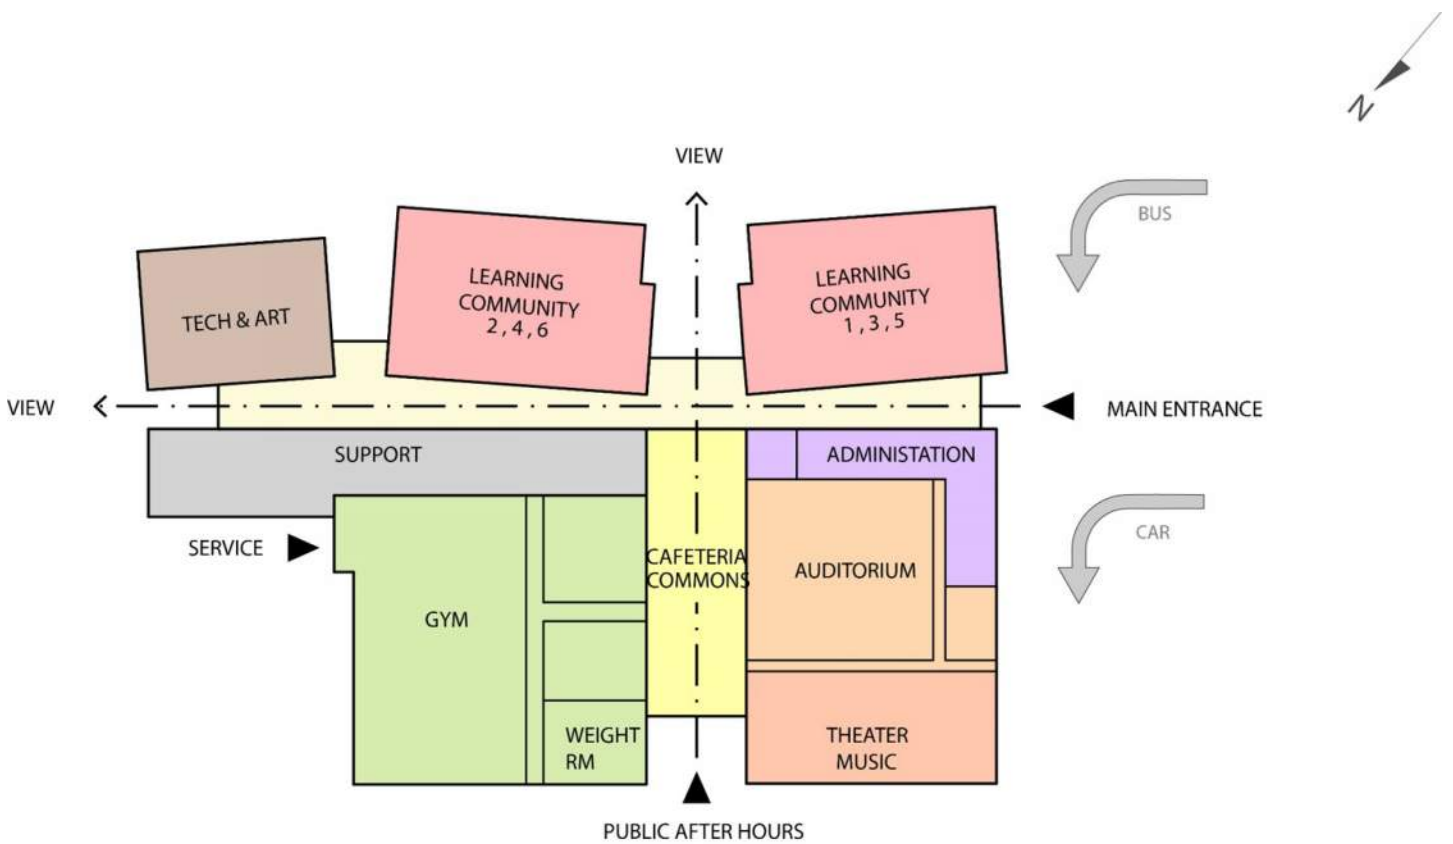 N
VIEW
BUS
LEARNING
COMMUNITY
2 , 4 , 6
LEARNING
COMMUNITY
1 , 3 , 5
TECH & ART
VIEW
MAIN ENTRANCE
SUPPORT
ADMINISTATION
SERVICE
CAFETERIA
COMMONS
AUDITORIUM
CAR
GYM
WEIGHT
RM
THEATER
MUSIC
PUBLIC AFTER HOURS